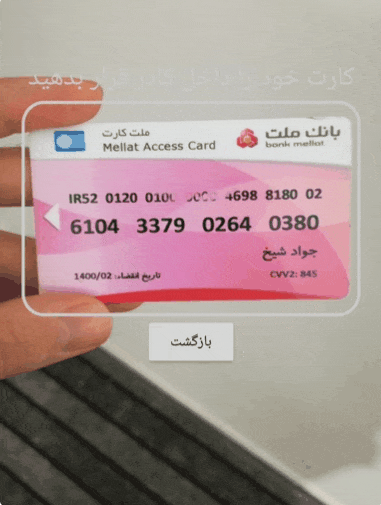 کارت خود را داخل کادر قرار بدهید
ملت کارت
Mellat Access Card
بانک ملت
bank mellat
IR52 0120 0100 4698 8180 02
6104 3379 0264 0380
جواد شیخ
تاریخ انقضاء: 1400/02
CVV2: 845
بازگشت